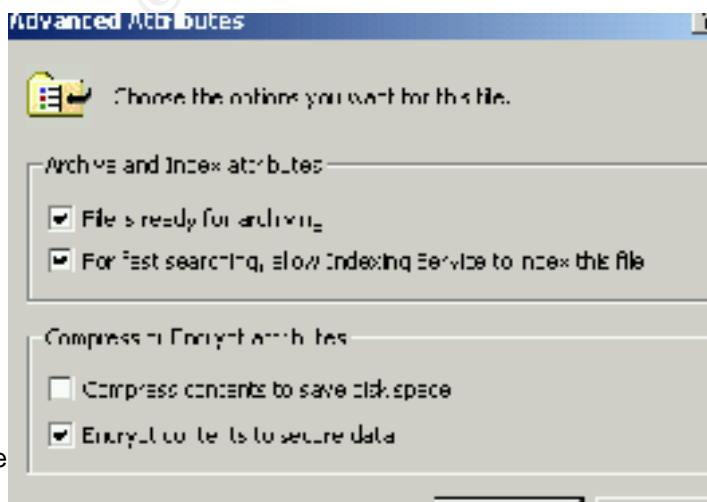 Advanced Attributes
Choose the options you want for this file.
Archive and Index attributes
File is ready for archiving
For fast searching, allow Indexing Service to index this file
Compress or Encrypt attributes
Compress contents to save disk space
Encrypt contents to secure data
e